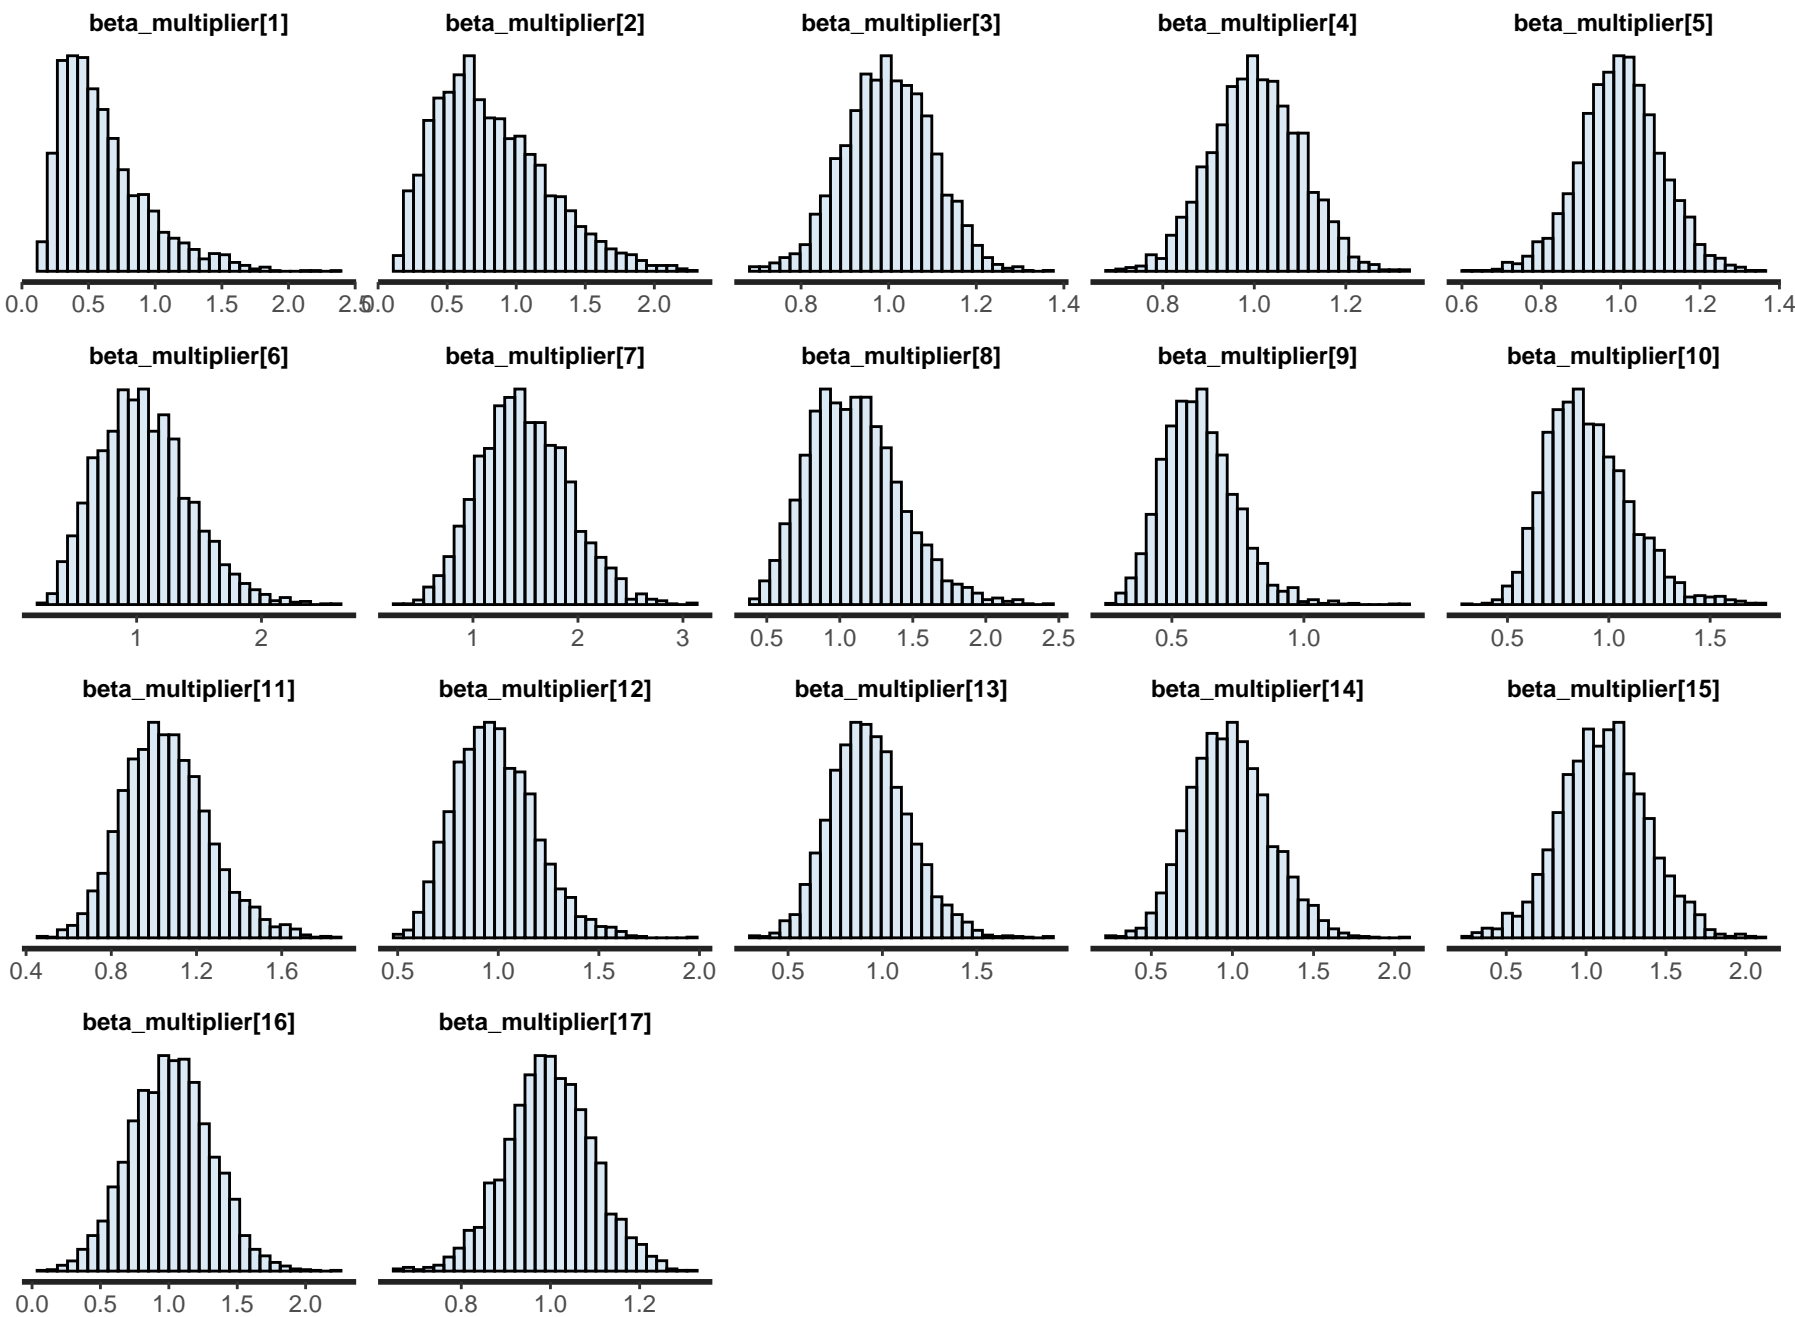 beta_multiplier[1] beta_multiplier[2] beta_multiplier[3] beta_multiplier[4] beta_multiplier[5]
0.0 0.5 1.0 1.5 2.0 2.5 0.0 0.5 1.0 1.5 2.0 0.8 1.0 1.2 1.4 0.8 1.0 1.2 0.6 0.8 1.0 1.2 1.4
beta_multiplier[6] beta_multiplier[7] beta_multiplier[8] beta_multiplier[9] beta_multiplier[10]
1 2 1 2 3 0.5 1.0 1.5 2.0 2.5 0.5 1.0 0.5 1.0 1.5
beta_multiplier[11] beta_multiplier[12] beta_multiplier[13] beta_multiplier[14] beta_multiplier[15]
0.4 0.8 1.2 1.6 0.5 1.0 1.5 2.0 0.5 1.0 1.5 0.5 1.0 1.5 2.0 0.5 1.0 1.5 2.0
beta_multiplier[16] beta_multiplier[17]
0.0 0.5 1.0 1.5 2.0 0.8 1.0 1.2